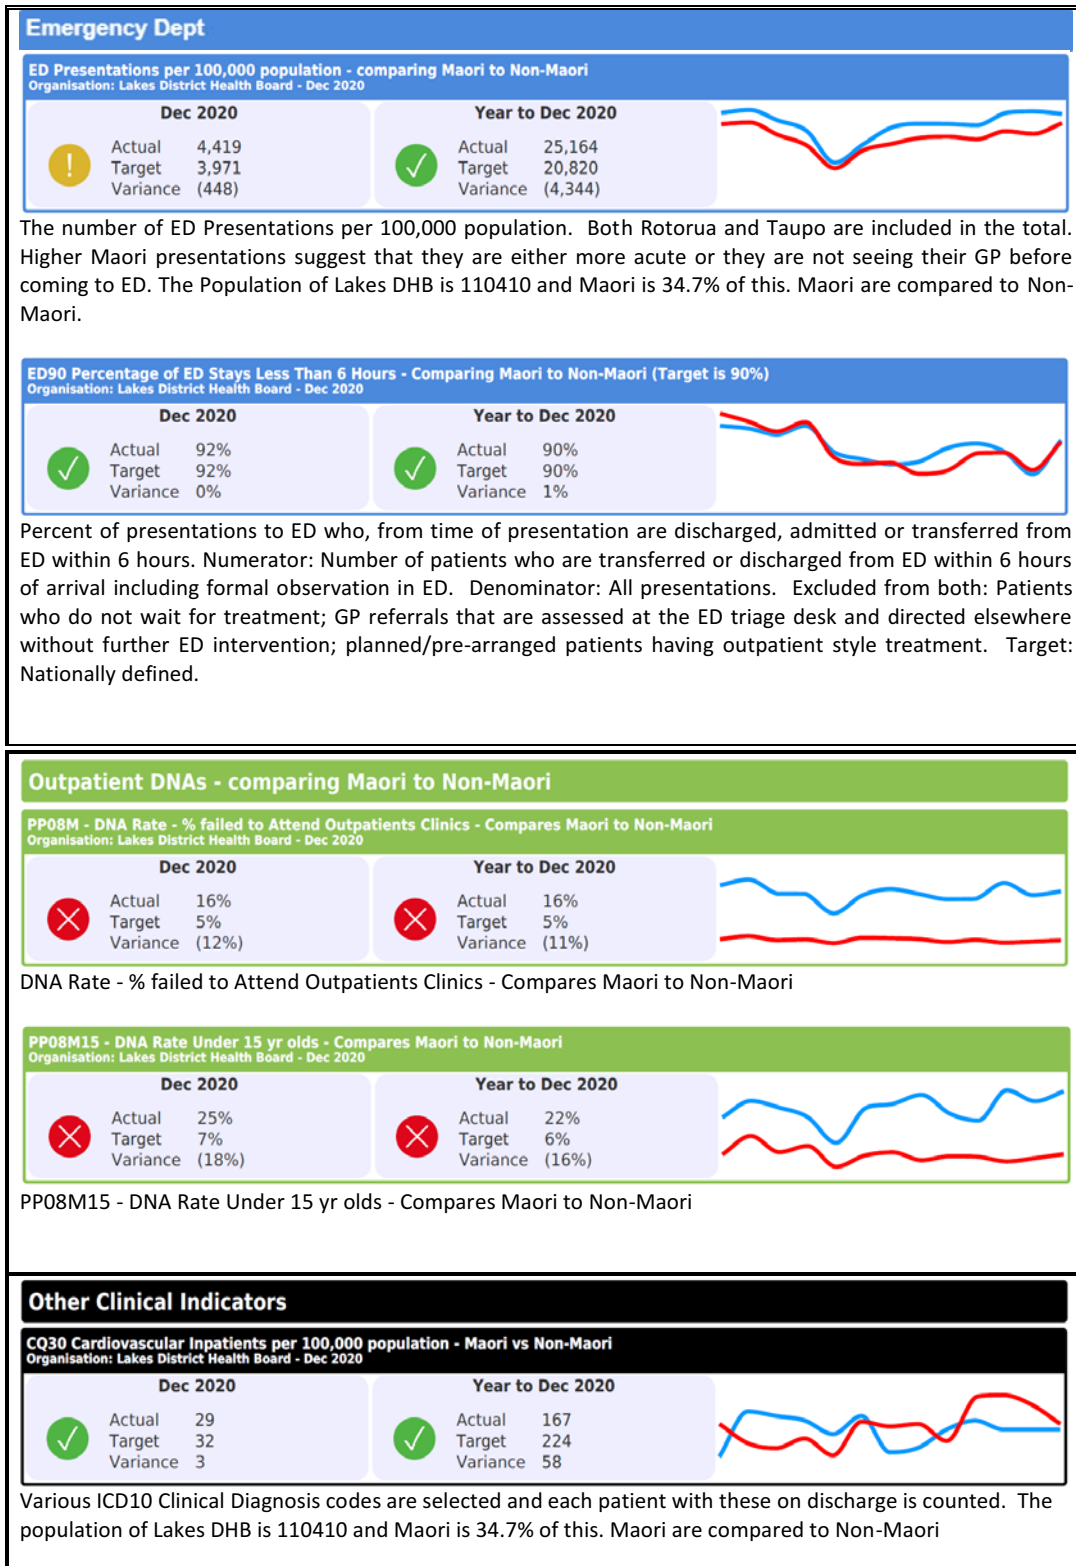 Emergency Dept
ED Presentations per 100,000 population - comparing Maori to Non-Maori
Organisation: Lakes District Health Board - Dec 2020
Dec 2020
Actual 4,419
Target 3,971
Variance (448)
Year to Dec 2020
Actual 25,164
Target 20,820
Variance (4,344)
The number of ED Presentations per 100,000 population. Both Rotorua and Taupo are included in the total.
Higher Maori presentations suggest that they are either more acute or they are not seeing their GP before
coming to ED. The Population of Lakes DHB is 110410 and Maori is 34.7% of this. Maori are compared to Non-
Maori.
ED90 Percentage of ED Stays Less Than 6 Hours - Comparing Maori to Non-Maori (Target is 90%)
Organisation: Lakes District Health Board - Dec 2020
Dec 2020
Actual 92%
Target 92%
Variance 0%
Year to Dec 2020
Actual 90%
Target 90%
Variance 1%
Percent of presentations to ED who, from time of presentation are discharged, admitted or transferred from
ED within 6 hours. Numerator: Number of patients who are transferred or discharged from ED within 6 hours
of arrival including formal observation in ED. Denominator: All presentations. Excluded from both: Patients
who do not wait for treatment; GP referrals that are assessed at the ED triage desk and directed elsewhere
without further ED intervention; planned/pre-arranged patients having outpatient style treatment. Target:
Nationally defined.
Outpatient DNAs - comparing Maori to Non-Maori
PP08M - DNA Rate - % failed to Attend Outpatients Clinics - Compares Maori to Non-Maori
Organisation: Lakes District Health Board - Dec 2020
Dec 2020
Actual 16%
Target 5%
Variance (12%)
Year to Dec 2020
Actual 16%
Target 5%
Variance (11%)
DNA Rate - % failed to Attend Outpatients Clinics - Compares Maori to Non-Maori
PP08M15 - DNA Rate Under 15 yr olds - Compares Maori to Non-Maori
Organisation: Lakes District Health Board - Dec 2020
Dec 2020
Actual 25%
Target 7%
Variance (18%)
Year to Dec 2020
Actual 22%
Target 6%
Variance (16%)
PP08M15 - DNA Rate Under 15 yr olds - Compares Maori to Non-Maori
Other Clinical Indicators
CQ30 Cardiovascular Inpatients per 100,000 population - Maori vs Non-Maori
Organisation: Lakes District Health Board - Dec 2020
Dec 2020
Actual 29
Target 32
Variance 3
Year to Dec 2020
Actual 167
Target 224
Variance 58
Various ICD10 Clinical Diagnosis codes are selected and each patient with these on discharge is counted. The
population of Lakes DHB is 110410 and Maori is 34.7% of this. Maori are compared to Non-Maori